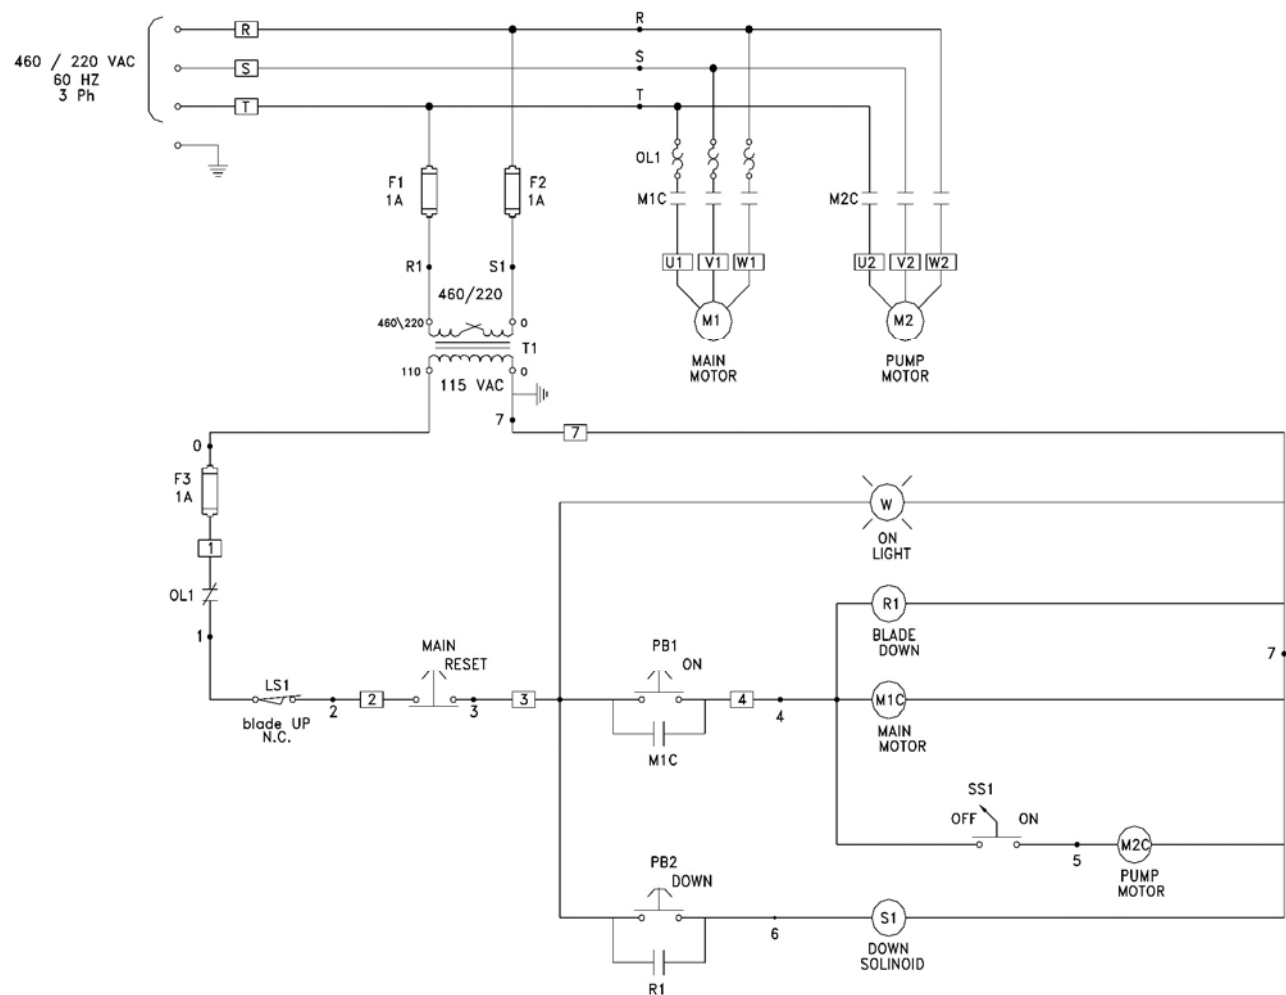 R
R
460 / 220 VAC
60 HZ
3 Ph
S
S
T
T
OL1
F1
1A
F2
1A
M1C
M2C
R1
S1
U1
V1
W1
U2
V2
W2
460/220
460\220
0
M1
M2
T1
MAIN
MOTOR
PUMP
MOTOR
110
115 VAC
0
7
7
0
F3
1A
W
ON
LIGHT
1
OL1
R1
BLADE
DOWN
1
MAIN
RESET
PB1
ON
7
LS1
blade UP
N.C.
2
2
3
3
4
4
M1C
MAIN
MOTOR
M1C
SS1
OFF
ON
5
M2C
PUMP
MOTOR
PB2
DOWN
6
S1
DOWN
SOLINOID
R1